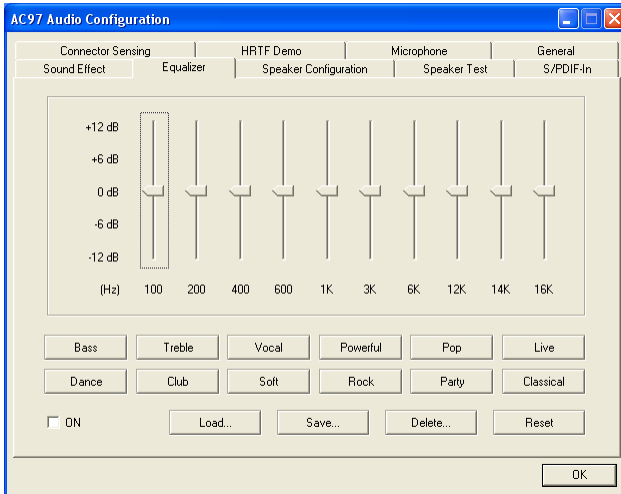 AC97 Audio Configuration
Connector Sensing HRTF Demo Microphone General
Sound Effect Equalizer Speaker Configuration Speaker Test S/PDIF-In
+12 dB
+6 dB
0 dB
-6 dB
-12 dB
(Hz) 100 200 400 600 1K 3K 6K 12K 14K 16K
Bass Treble Vocal Powerful Pop Live
Dance Club Soft Rock Party Classical
ON Load... Save... Delete... Reset
OK